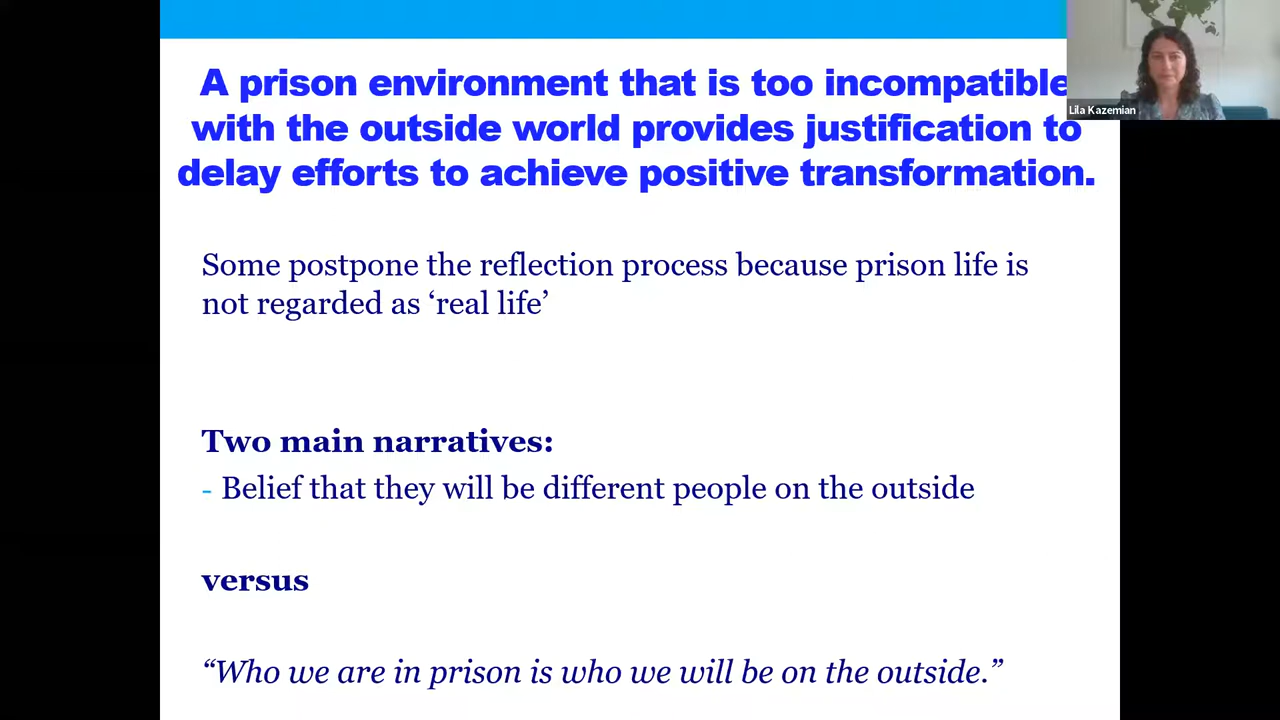 A prison environment that is too incompatible
with the outside world provides justification to
delay efforts to achieve positive transformation.
Lila Kazemian
Some postpone the reflection process because prison life is
not regarded as ‘real life’
Two main narratives:
- Belief that they will be different people on the outside
versus
“Who we are in prison is who we will be on the outside.”